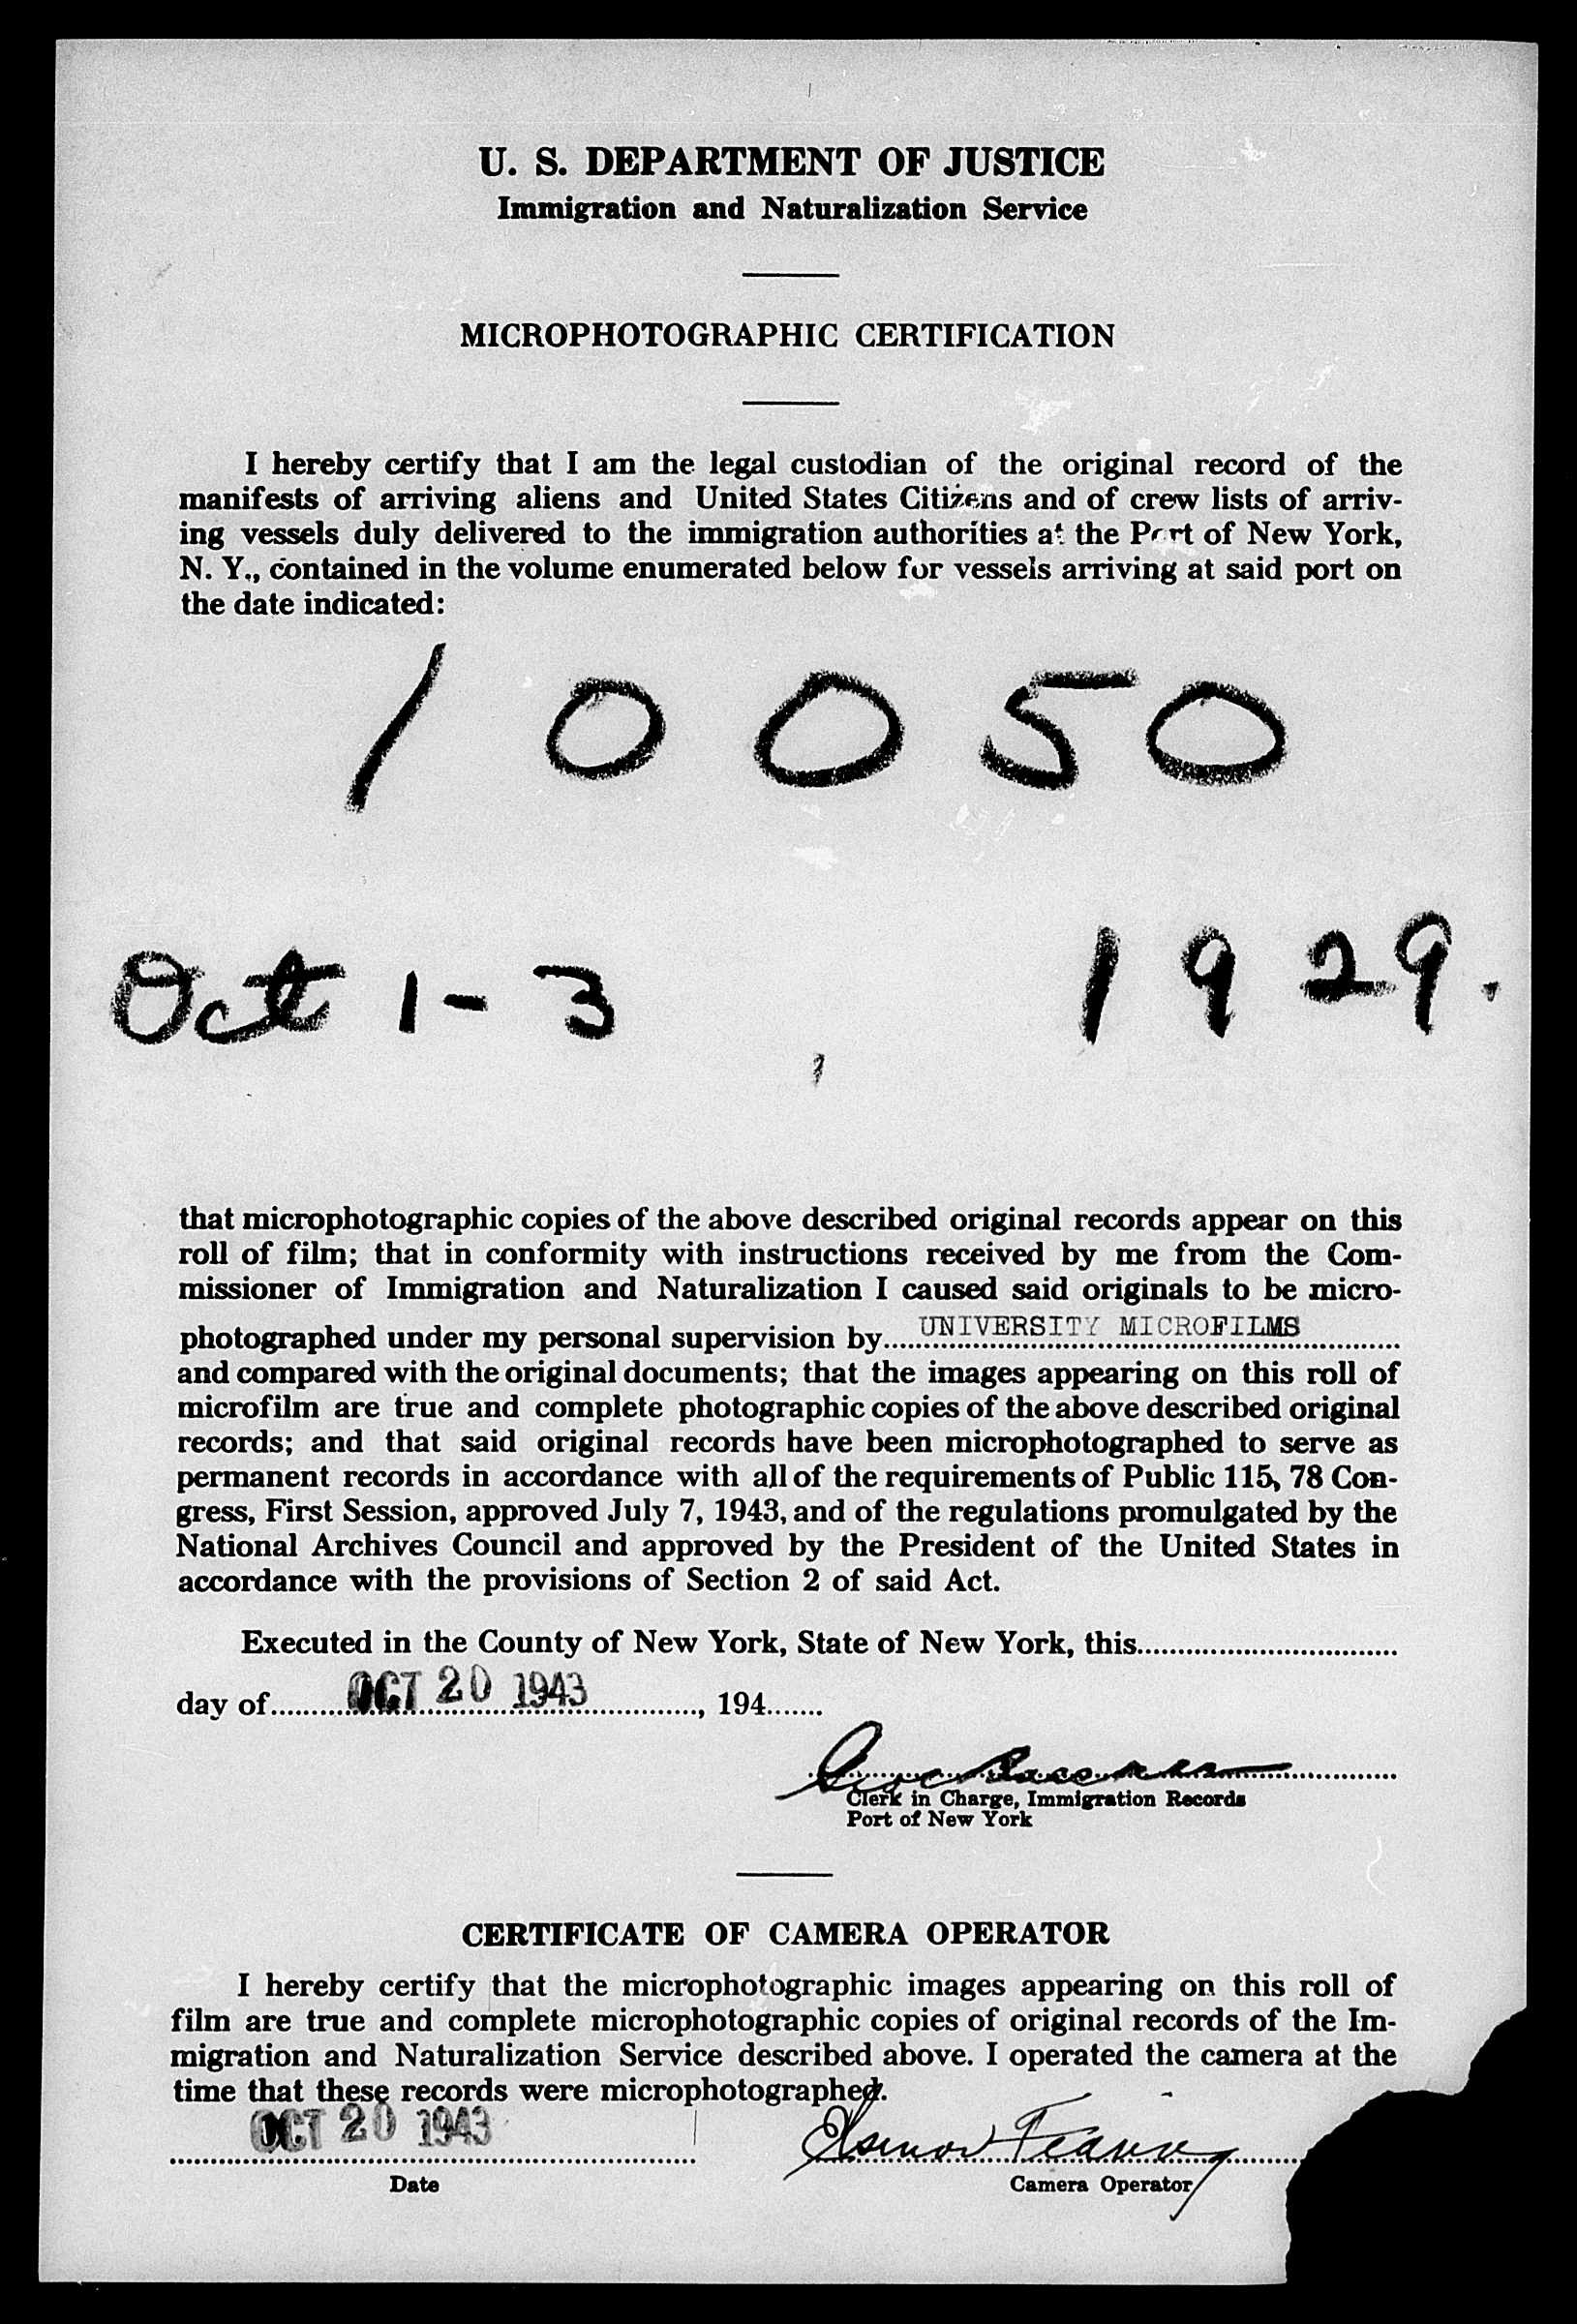 U. S. DEPARTMENT OF JUSTICE
Immigration and Naturalization Service
MICROPHOTOGRAPHIC CERTIFICATION
I hereby certify that I am the legal custodian of the original record of the
manifests of arriving aliens and United States Citizens and of crew lists of arriv-
ing vessels duly delivered to the immigration authorities at the Port of New York,
N. Y., contained in the volume enumerated below for vessels arriving at said port on
the date indicated:
10050
Oct 1-3 1929.
that microphotographic copies of the above described original records appear on this
roll of film; that in conformity with instructions received by me from the Com-
missioner of Immigration and Naturalization I caused said originals to be micro-
photographed under my personal supervision by UNIVERSITY MICROFILMS
and compared with the original documents; that the images appearing on this roll of
microfilm are true and complete photographic copies of the above described original
records; and that said original records have been microphotographed to serve as
permanent records in accordance with all of the requirements of Public 115, 78 Con-
gress, First Session, approved July 7, 1943, and of the regulations promulgated by the
National Archives Council and approved by the President of the United States in
accordance with the provisions of Section 2 of said Act.
Executed in the County of New York, State of New York, this
day of OCT 20 1943, 194
Clerk in Charge, Immigration Records
Port of New York
CERTIFICATE OF CAMERA OPERATOR
I hereby certify that the microphotographic images appearing on this roll of
film are true and complete microphotographic copies of original records of the Im-
migration and Naturalization Service described above. I operated the camera at the
time that these records were microphotographed.
OCT 20 1943
Date Camera Operator